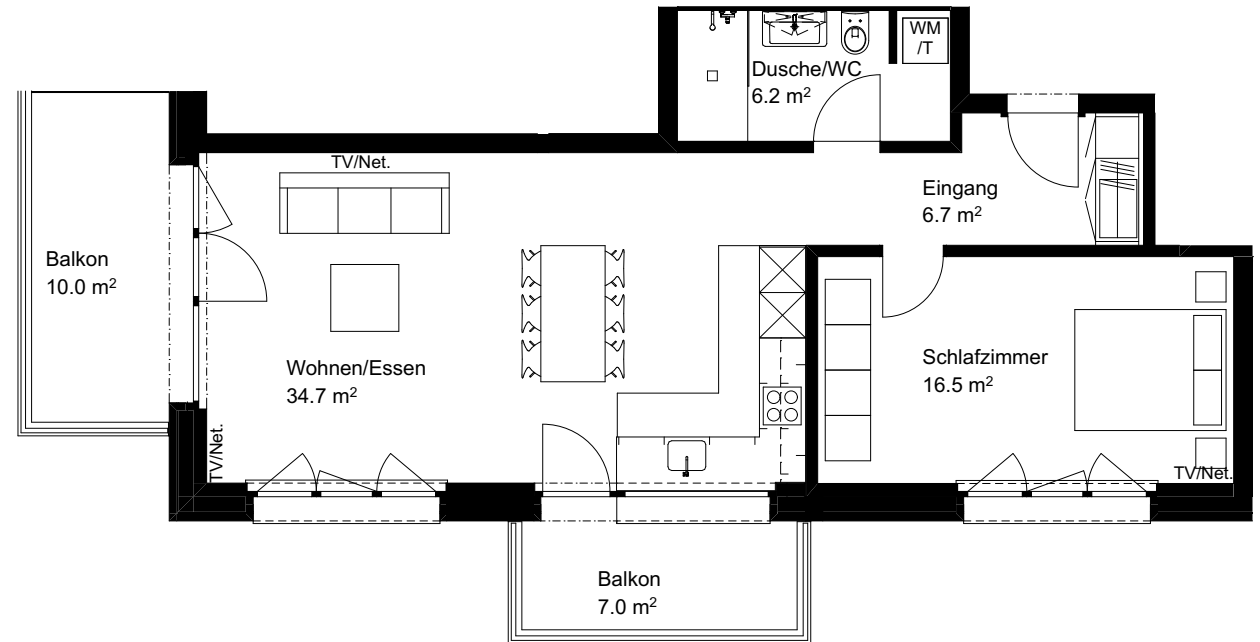 WM
/T
Dusche/WC
6.2 m²
TV/Net.
Eingang
6.7 m²
Balkon
10.0 m²
Wohnen/Essen
34.7 m²
Schlafzimmer
16.5 m²
TV/Net.
TV/Net.
Balkon
7.0 m²